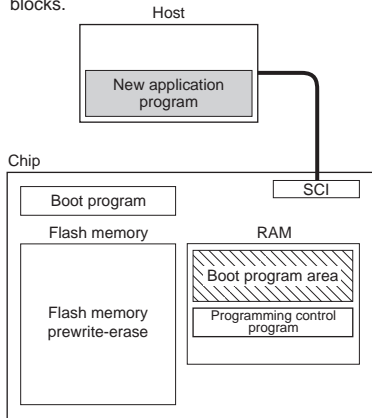 blocks.
Host
New application
program
Chip
SCI
Boot program
Flash memory
RAM
Boot program area
Flash memory
prewrite-erase
Programming control
program